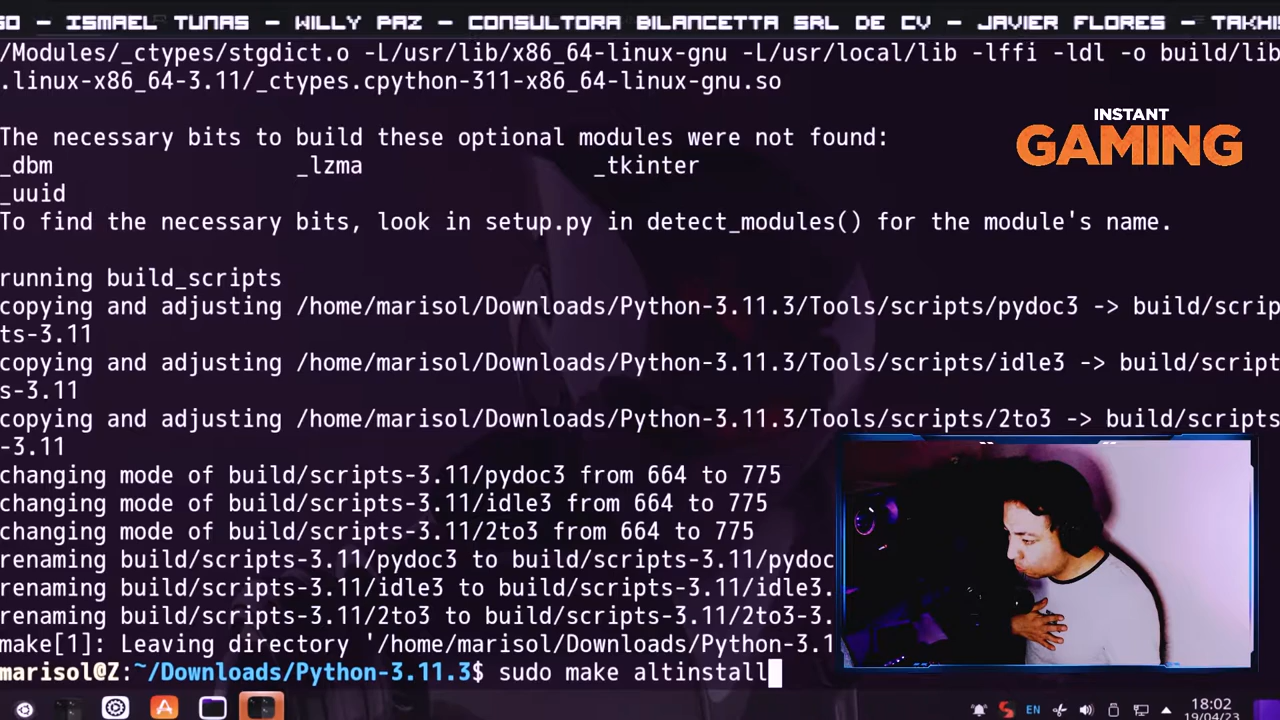 SO - ISMAEL TUNAS - WILLY PAZ - CONSULTORA BILANCETTA SRL DE CV - JAVIER FLORES - TAKHIS
/Modules/_ctypes/stgdict.o -L/usr/lib/x86_64-linux-gnu -L/usr/local/lib -lffi -ldl -o build/lib
.linux-x86_64-3.11/_ctypes.cpython-311-x86_64-linux-gnu.so
INSTANT
GAMING
The necessary bits to build these optional modules were not found:
_dbm _lzma _tkinter
_uuid
To find the necessary bits, look in setup.py in detect_modules() for the module's name.
running build_scripts
copying and adjusting /home/marisol/Downloads/Python-3.11.3/Tools/scripts/pydoc3 -> build/scrip
ts-3.11
copying and adjusting /home/marisol/Downloads/Python-3.11.3/Tools/scripts/idle3 -> build/script
s-3.11
copying and adjusting /home/marisol/Downloads/Python-3.11.3/Tools/scripts/2to3 -> build/scripts
-3.11
changing mode of build/scripts-3.11/pydoc3 from 664 to 775
changing mode of build/scripts-3.11/idle3 from 664 to 775
changing mode of build/scripts-3.11/2to3 from 664 to 775
renaming build/scripts-3.11/pydoc3 to build/scripts-3.11/pydoc
renaming build/scripts-3.11/idle3 to build/scripts-3.11/idle3.
renaming build/scripts-3.11/2to3 to build/scripts-3.11/2to3-3.
make[1]: Leaving directory '/home/marisol/Downloads/Python-3.1
marisol@Z:~/Downloads/Python-3.11.3$ sudo make altinstall
EN
18:02
19/04/23